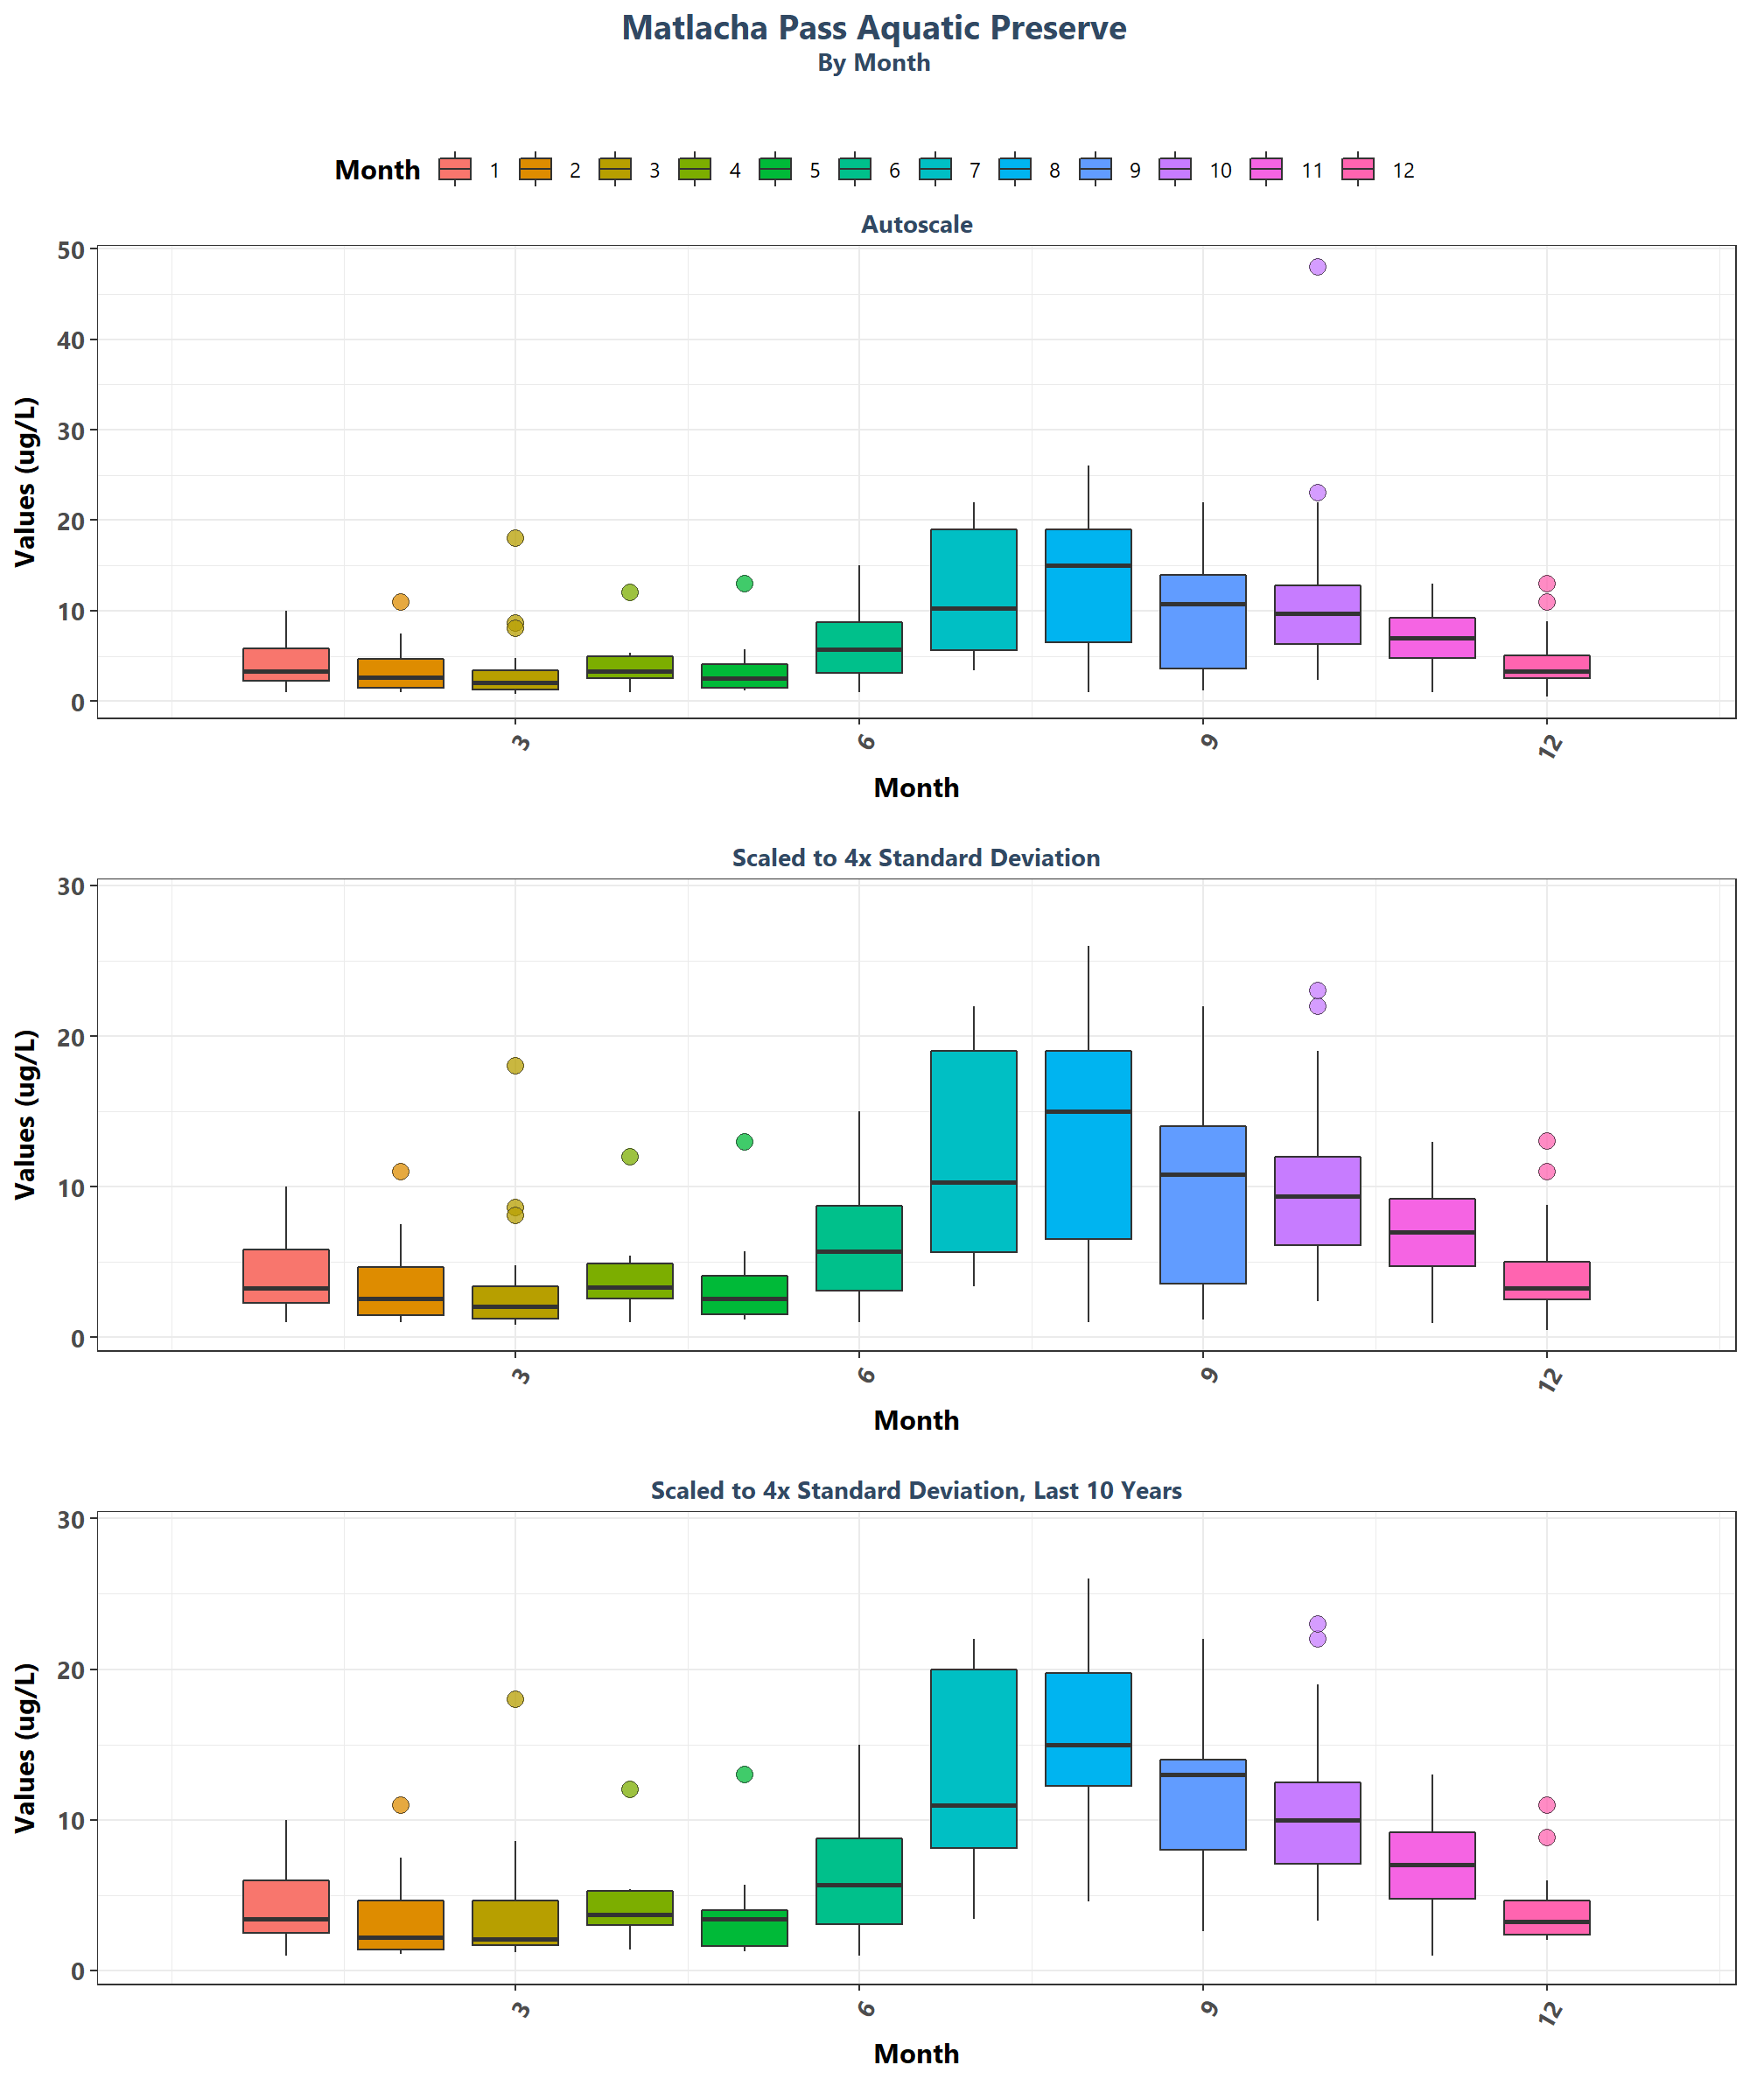 Matlacha Pass Aquatic Preserve
By Month
Month 1 2 3 4 5 6 7 8 9 10 11 12
Autoscale
Values (ug/L)
50
40
30
20
10
0
3 6 9 12
Month
Scaled to 4x Standard Deviation
Values (ug/L)
30
20
10
0
3 6 9 12
Month
Scaled to 4x Standard Deviation, Last 10 Years
Values (ug/L)
30
20
10
0
3 6 9 12
Month